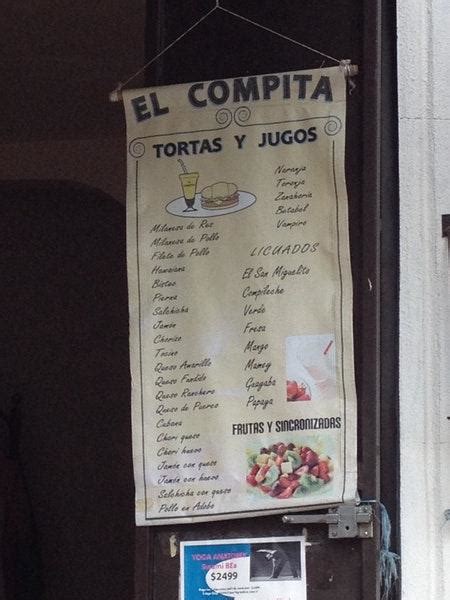 EL COMPITA
TORTAS Y JUGOS
Milanesa de Res
Milanesa de Pollo
Filete de Pollo
Hawaiana
Bistec
Pierna
Salchicha
Jamón
Chorizo
Tocino
Queso Amarillo
Queso Fundido
Queso Ranchero
Queso de Puerco
Cubana
Chori queso
Chori huevo
Jamón con queso
Jamón con huevo
Salchicha con queso
Pollo en Adobo
Naranja
Toronja
Zanahoria
Betabel
Vampiro
LICUADOS
El San Miguelito
Compileche
Verde
Fresa
Mango
Mamey
Guayaba
Papaya
FRUTAS Y SINCRONIZADAS
YOGA
$2499